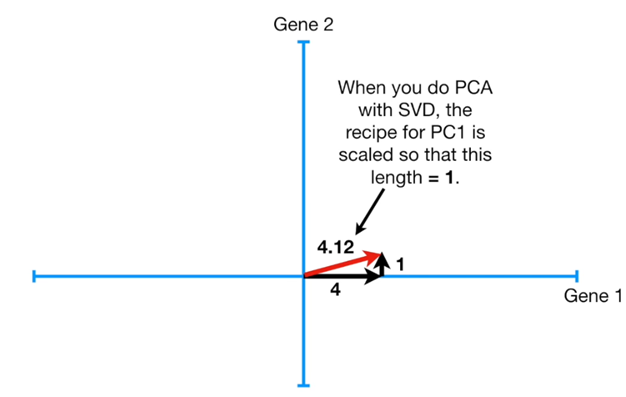 Gene 2
When you do PCA
with SVD, the
recipe for PC1 is
scaled so that this
length = 1.
4.12
1
4
Gene 1